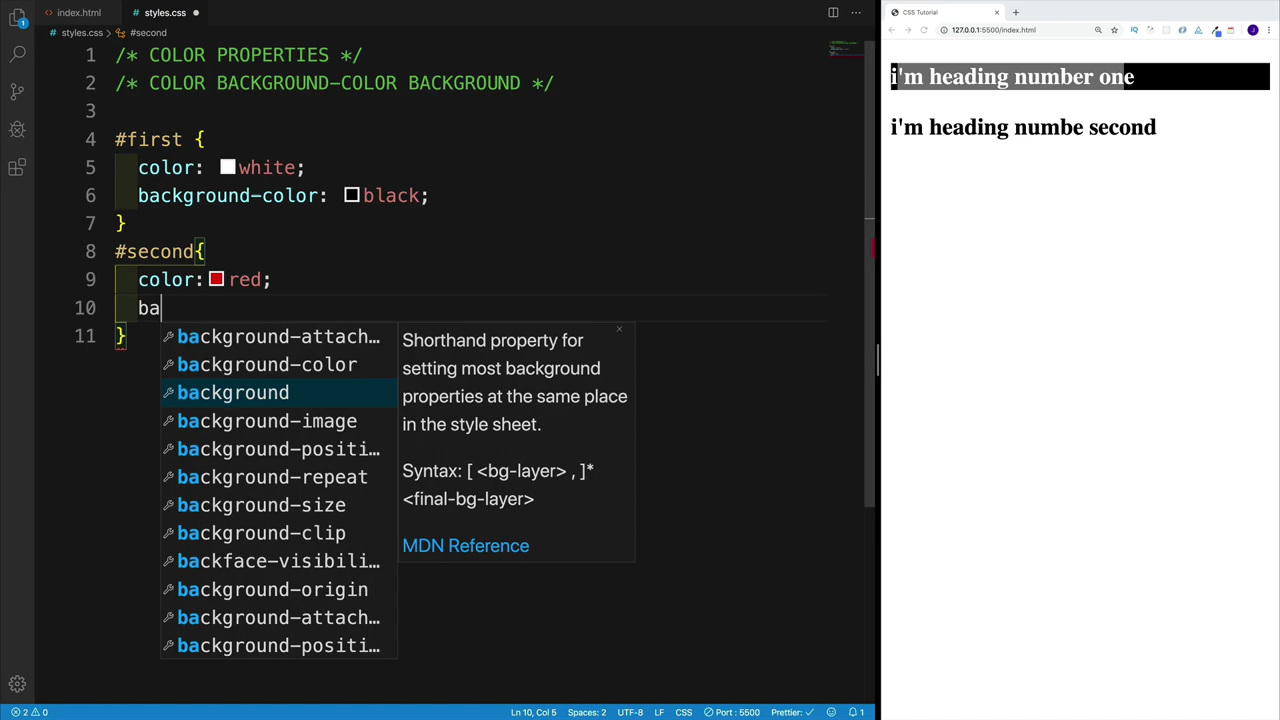 index.html
styles.css
styles.css
#second
1 /* COLOR PROPERTIES */
2 /* COLOR BACKGROUND-COLOR BACKGROUND */
3
4 #first {
5 color: white;
6 background-color: black;
7 }
8 #second{
9 color: red;
10 ba
11 }
background-attach...
background-color
background
background-image
background-positi...
background-repeat
background-size
background-clip
backface-visibili...
background-origin
background-attach...
background-positi...
Shorthand property for
setting most background
properties at the same place
in the style sheet.
Syntax: [ <bg-layer> , ]*
<final-bg-layer>
MDN Reference
1
2 0
Ln 10, Col 5
Spaces: 2
UTF-8
LF
CSS
Port : 5500
Prettier:
1
CSS Tutorial
127.0.0.1:5500/index.html
J
i'm heading number one
i'm heading numbe second